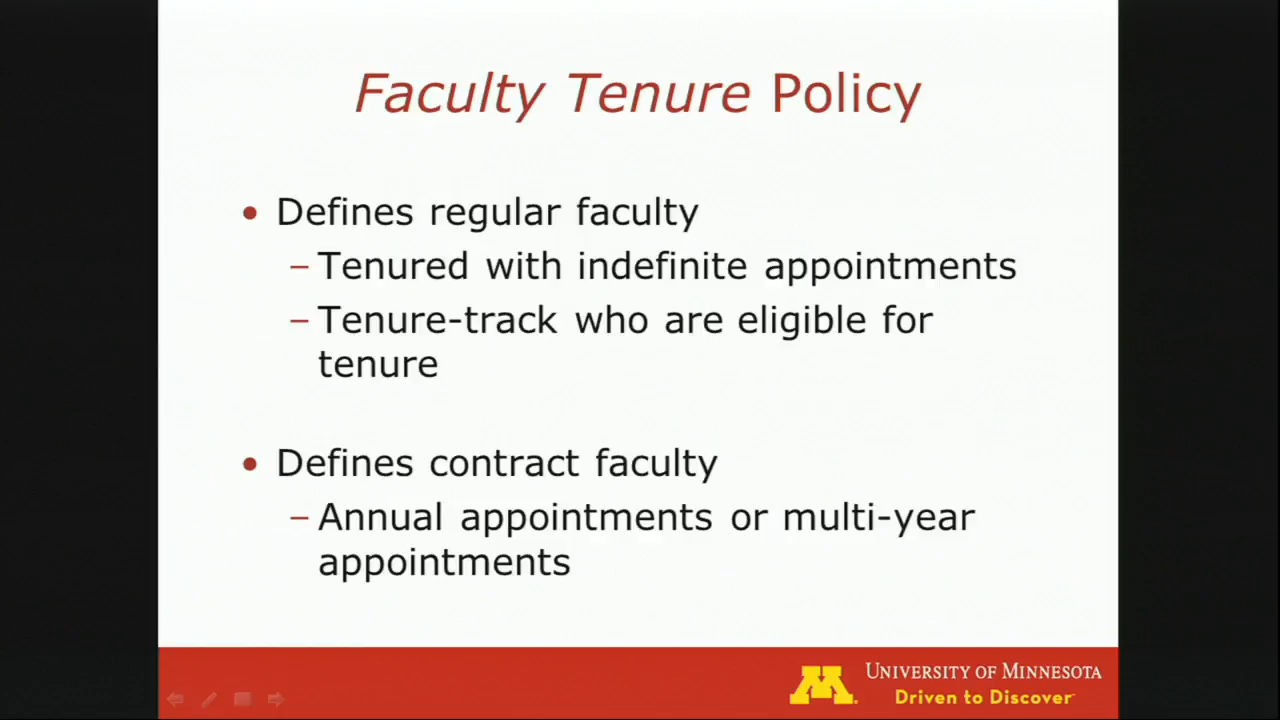 Faculty Tenure Policy
• Defines regular faculty
– Tenured with indefinite appointments
– Tenure-track who are eligible for
tenure
• Defines contract faculty
– Annual appointments or multi-year
appointments
M
UNIVERSITY OF MINNESOTA
Driven to Discover